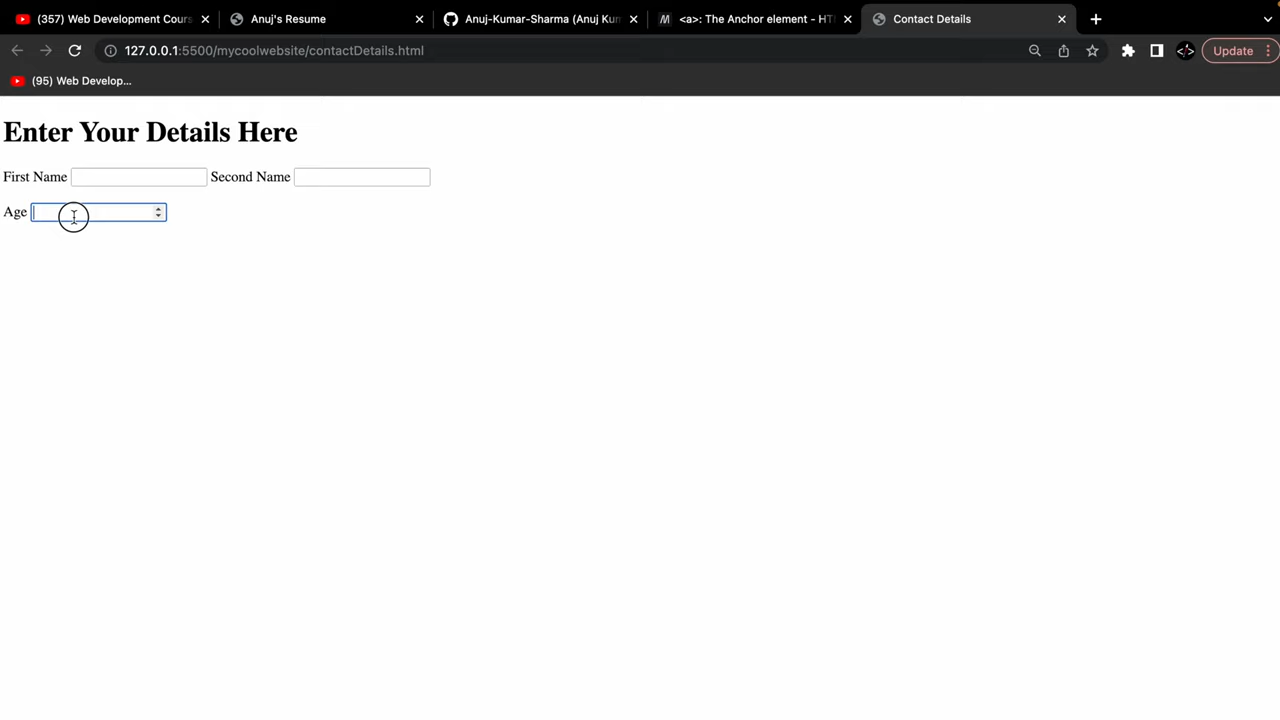 (357) Web Development Cours
Anuj's Resume
Anuj-Kumar-Sharma (Anuj Kum
<a>: The Anchor element - HT
Contact Details
127.0.0.1:5500/mycoolwebsite/contactDetails.html
Update
(95) Web Develop...
Enter Your Details Here
First Name Second Name
Age